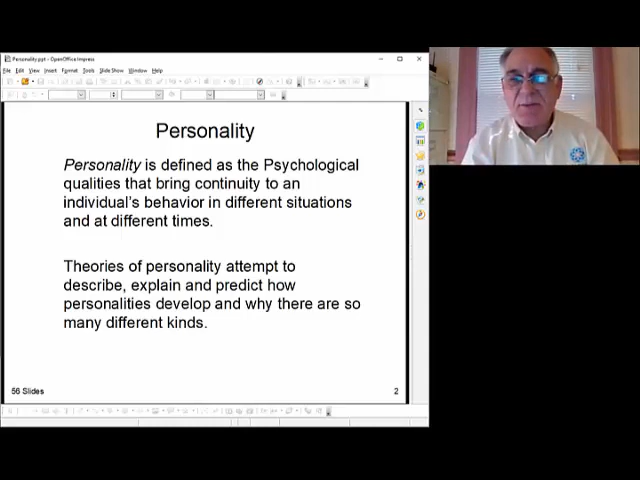 Personality.ppt - OpenOffice Impress
File Edit View Insert Format Tools Slide Show Window Help
Personality
Personality is defined as the Psychological
qualities that bring continuity to an
individual's behavior in different situations
and at different times.
Theories of personality attempt to
describe, explain and predict how
personalities develop and why there are so
many different kinds.
56 Slides
2